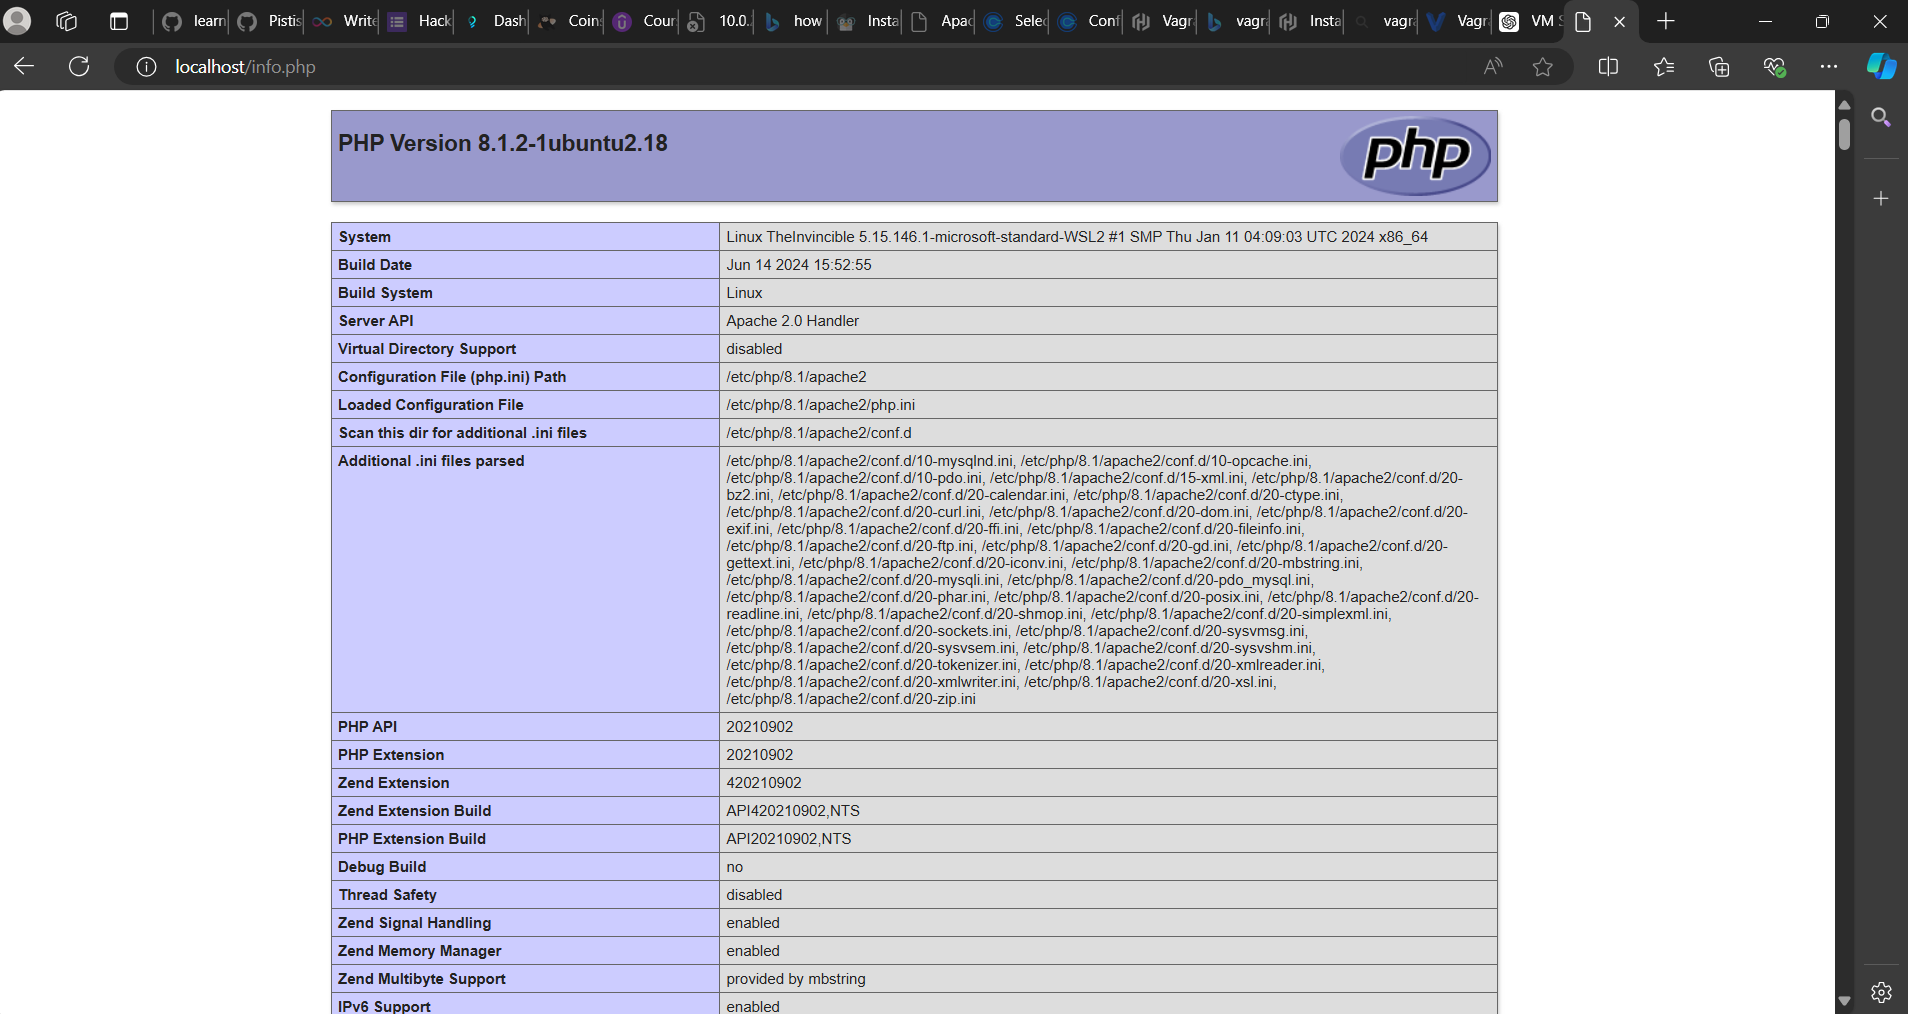 learn
Pistis
Write
Hack
Dash
Coin
Cour
10.0.
how
Insta
Apac
Selec
Conf
Vagr
vagra
Insta
vagra
Vagr
VM S
localhost/info.php
PHP Version 8.1.2-1ubuntu2.18
php
System Linux TheInvincible 5.15.146.1-microsoft-standard-WSL2 #1 SMP Thu Jan 11 04:09:03 UTC 2024 x86_64
Build Date Jun 14 2024 15:52:55
Build System Linux
Server API Apache 2.0 Handler
Virtual Directory Support disabled
Configuration File (php.ini) Path /etc/php/8.1/apache2
Loaded Configuration File /etc/php/8.1/apache2/php.ini
Scan this dir for additional .ini files /etc/php/8.1/apache2/conf.d
Additional .ini files parsed /etc/php/8.1/apache2/conf.d/10-mysqlnd.ini, /etc/php/8.1/apache2/conf.d/10-opcache.ini,
/etc/php/8.1/apache2/conf.d/10-pdo.ini, /etc/php/8.1/apache2/conf.d/15-xml.ini, /etc/php/8.1/apache2/conf.d/20-
bz2.ini, /etc/php/8.1/apache2/conf.d/20-calendar.ini, /etc/php/8.1/apache2/conf.d/20-ctype.ini,
/etc/php/8.1/apache2/conf.d/20-curl.ini, /etc/php/8.1/apache2/conf.d/20-dom.ini, /etc/php/8.1/apache2/conf.d/20-
exif.ini, /etc/php/8.1/apache2/conf.d/20-ffi.ini, /etc/php/8.1/apache2/conf.d/20-fileinfo.ini,
/etc/php/8.1/apache2/conf.d/20-ftp.ini, /etc/php/8.1/apache2/conf.d/20-gd.ini, /etc/php/8.1/apache2/conf.d/20-
gettext.ini, /etc/php/8.1/apache2/conf.d/20-iconv.ini, /etc/php/8.1/apache2/conf.d/20-mbstring.ini,
/etc/php/8.1/apache2/conf.d/20-mysqli.ini, /etc/php/8.1/apache2/conf.d/20-pdo_mysql.ini,
/etc/php/8.1/apache2/conf.d/20-phar.ini, /etc/php/8.1/apache2/conf.d/20-posix.ini, /etc/php/8.1/apache2/conf.d/20-
readline.ini, /etc/php/8.1/apache2/conf.d/20-shmop.ini, /etc/php/8.1/apache2/conf.d/20-simplexml.ini,
/etc/php/8.1/apache2/conf.d/20-sockets.ini, /etc/php/8.1/apache2/conf.d/20-sysvmsg.ini,
/etc/php/8.1/apache2/conf.d/20-sysvsem.ini, /etc/php/8.1/apache2/conf.d/20-sysvshm.ini,
/etc/php/8.1/apache2/conf.d/20-tokenizer.ini, /etc/php/8.1/apache2/conf.d/20-xmlreader.ini,
/etc/php/8.1/apache2/conf.d/20-xmlwriter.ini, /etc/php/8.1/apache2/conf.d/20-xsl.ini,
/etc/php/8.1/apache2/conf.d/20-zip.ini
PHP API 20210902
PHP Extension 20210902
Zend Extension 420210902
Zend Extension Build API420210902,NTS
PHP Extension Build API20210902,NTS
Debug Build no
Thread Safety disabled
Zend Signal Handling enabled
Zend Memory Manager enabled
Zend Multibyte Support provided by mbstring
IPv6 Support enabled